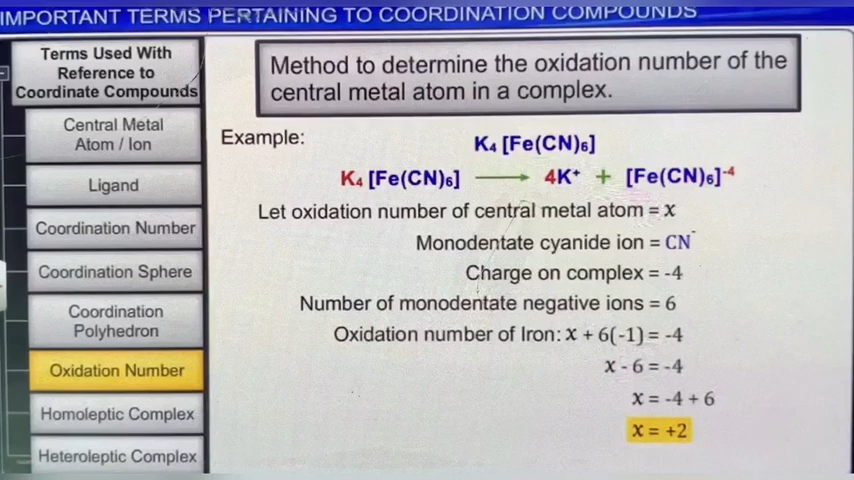 IMPORTANT TERMS PERTAINING TO COORDINATION COMPOUNDS
Terms Used With
Reference to
Coordinate Compounds
Central Metal
Atom / Ion
Ligand
Coordination Number
Coordination Sphere
Coordination
Polyhedron
Oxidation Number
Homoleptic Complex
Heteroleptic Complex
Method to determine the oxidation number of the
central metal atom in a complex.
Example:
K₄ [Fe(CN)₆]
K₄ [Fe(CN)₆] ⟶ 4K⁺ + [Fe(CN)₆]⁻⁴
Let oxidation number of central metal atom = x
Monodentate cyanide ion = CN⁻
Charge on complex = -4
Number of monodentate negative ions = 6
Oxidation number of Iron: x + 6(-1) = -4
x - 6 = -4
x = -4 + 6
x = +2